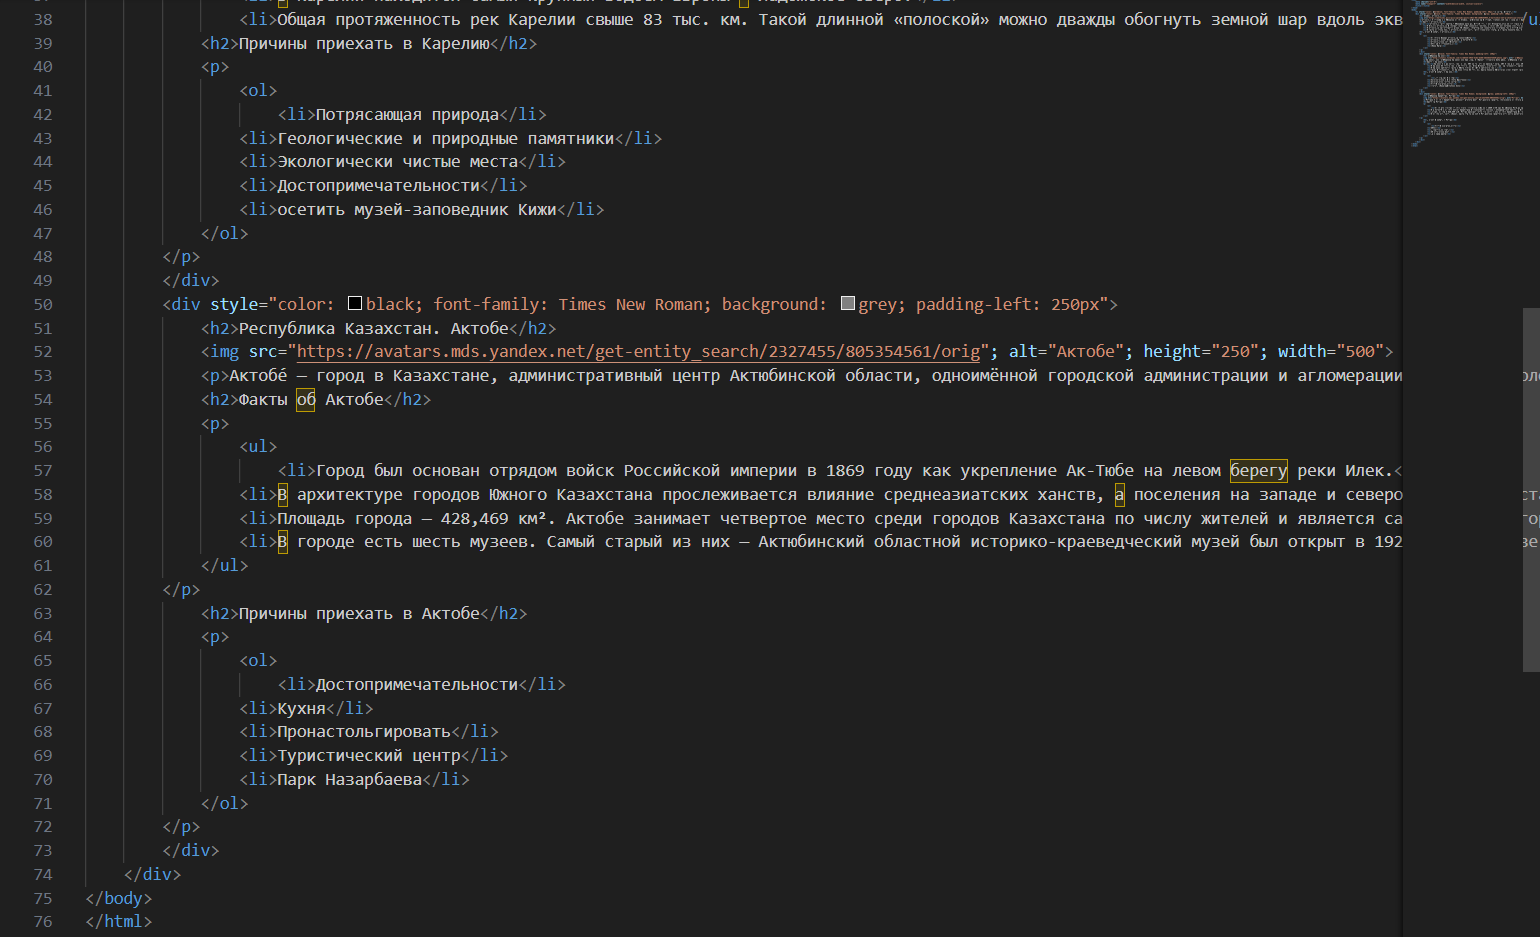 38 <li>Общая протяженность рек Карелии свыше 83 тыс. км. Такой длинной «полоской» можно дважды обогнуть земной шар вдоль экв
39 <h2>Причины приехать в Карелию</h2>
40 <p>
41 <ol>
42 <li>Потрясающая природа</li>
43 <li>Геологические и природные памятники</li>
44 <li>Экологически чистые места</li>
45 <li>Достопримечательности</li>
46 <li>осетить музей-заповедник Кижи</li>
47 </ol>
48 </p>
49 </div>
50 <div style="color: black; font-family: Times New Roman; background: grey; padding-left: 250px">
51 <h2>Республика Казахстан. Актобе</h2>
52 <img src="https://avatars.mds.yandex.net/get-entity_search/2327455/805354561/orig"; alt="Актобе"; height="250"; width="500">
53 <p>Актобе́ — город в Казахстане, административный центр Актюбинской области, одноимённой городской администрации и агломерации
54 <h2>Факты об Актобе</h2>
55 <p>
56 <ul>
57 <li>Город был основан отрядом войск Российской империи в 1869 году как укрепление Ак-Тюбе на левом берегу реки Илек.<
58 <li>В архитектуре городов Южного Казахстана прослеживается влияние среднеазиатских ханств, а поселения на западе и северо
59 <li>Площадь города — 428,469 км². Актобе занимает четвертое место среди городов Казахстана по числу жителей и является са
60 <li>В городе есть шесть музеев. Самый старый из них — Актюбинский областной историко-краеведческий музей был открыт в 192
61 </ul>
62 </p>
63 <h2>Причины приехать в Актобе</h2>
64 <p>
65 <ol>
66 <li>Достопримечательности</li>
67 <li>Кухня</li>
68 <li>Пронастольгировать</li>
69 <li>Туристический центр</li>
70 <li>Парк Назарбаева</li>
71 </ol>
72 </p>
73 </div>
74 </div>
75 </body>
76 </html>